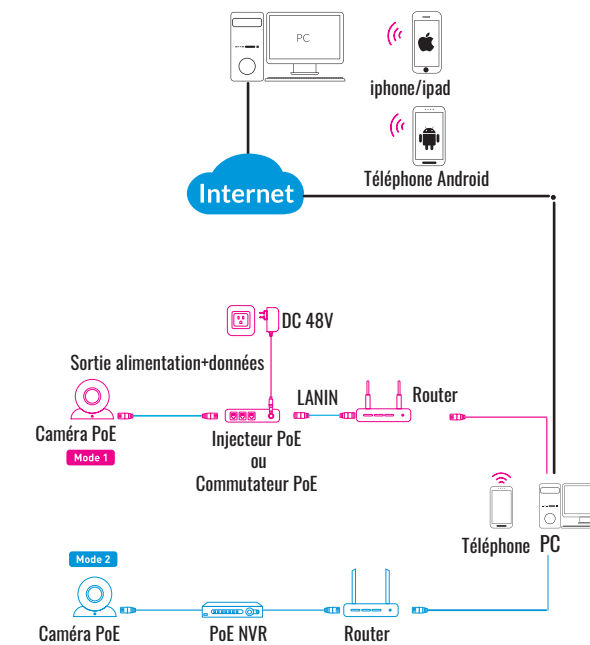 PC
iphone/ipad
Téléphone Android
Internet
DC 48V
Sortie alimentation+données
LANIN
Router
Caméra PoE
Mode 1
Injecteur PoE
ou
Commutateur PoE
Téléphone
PC
Mode 2
Caméra PoE
PoE NVR
Router